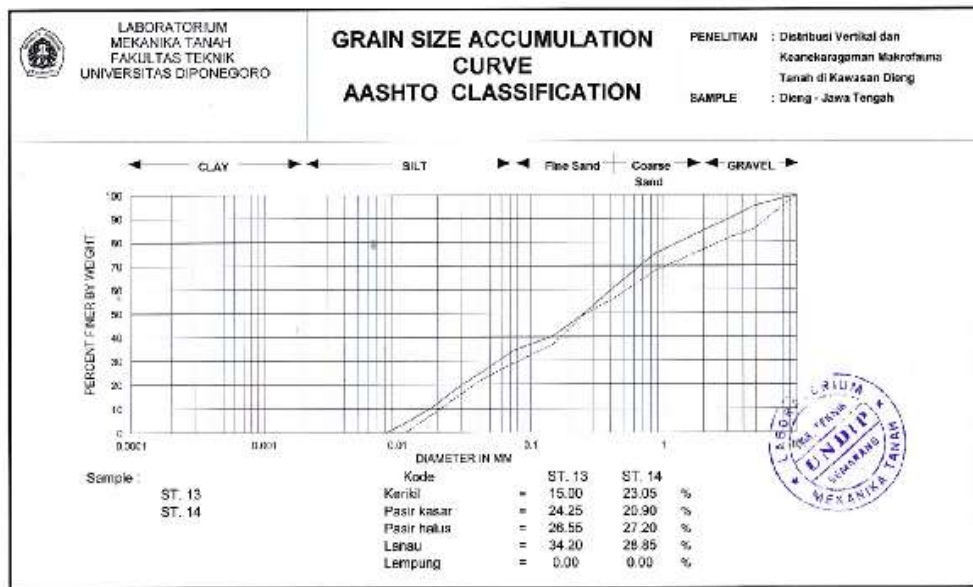 LABORATORIUM
MEKANIKA TANAH
FAKULTAS TEKNIK
UNIVERSITAS DIPONEGORO
GRAIN SIZE ACCUMULATION
CURVE
AASHTO CLASSIFICATION
PENELITIAN : Distribusi Vertikal dan
Keanekaragaman Makrofauna
Tanah di Kawasan Dieng
SAMPLE : Dieng - Jawa Tengah
CLAY SILT Fine Sand Coarse GRAVEL
Sand
PERCENT FINER BY WEIGHT
100
90
80
70
60
50
40
30
20
10
0
0.0001 0.001 0.01 0.1 1
DIAMETER IN MM
Sample :
ST. 13
ST. 14
Kode ST. 13 ST. 14
Kerikil = 15.00 23.05 %
Pasir kasar = 24.25 20.90 %
Pasir halus = 26.55 27.20 %
Lanau = 34.20 28.85 %
Lempung = 0.00 0.00 %
UNDIP
SEMARANG
MEKANIKA TANAH